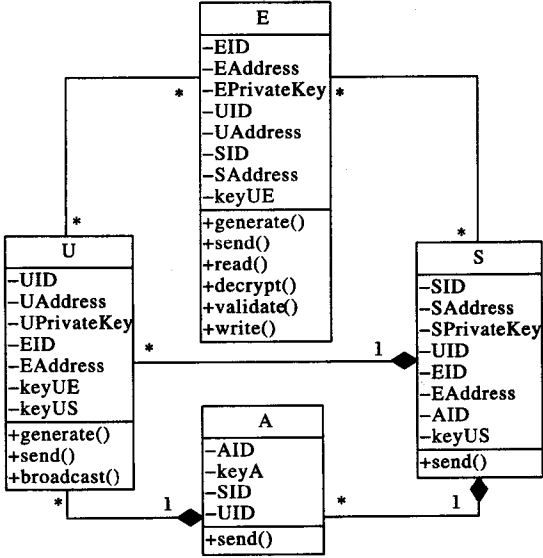 E
-EID
-EAddress
-EPrivateKey
-UID
-UAddress
-SID
-SAddress
-keyUE
+generate()
+send()
+read()
+decrypt()
+validate()
+write()
*
*
*
*
U
-UID
-UAddress
-UPrivateKey
-EID
-EAddress
-keyUE
-keyUS
+generate()
+send()
+broadcast()
S
-SID
-SAddress
-SPrivateKey
-UID
-EID
-EAddress
-AID
-keyUS
+send()
*
1
A
-AID
-keyA
-SID
-UID
+send()
*
1
*
1